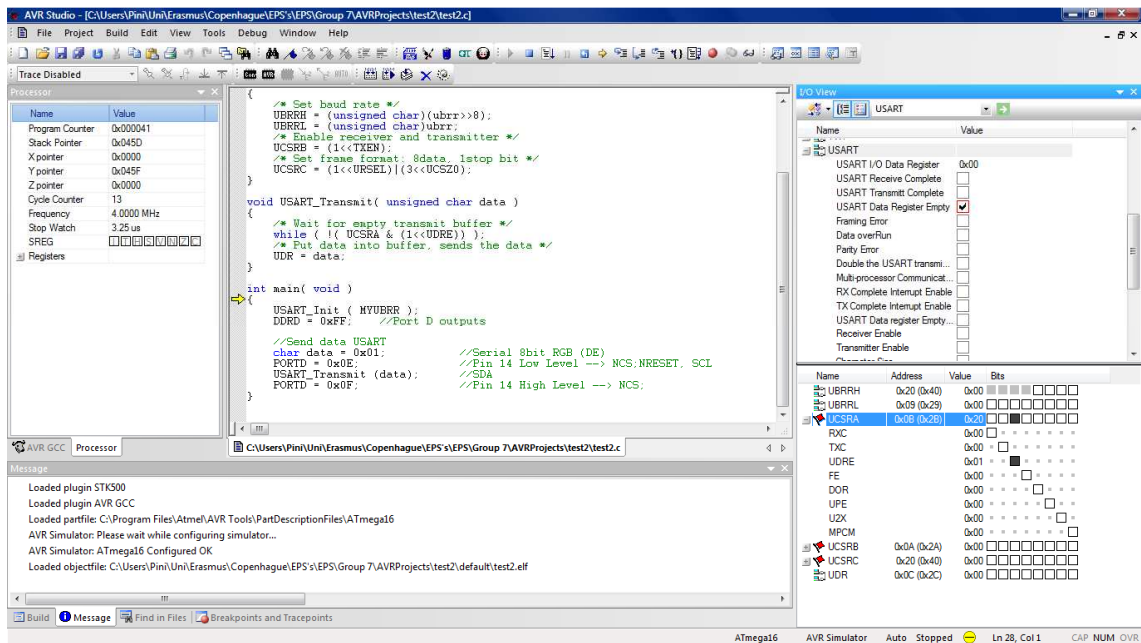 AVR Studio - [C:\Users\Pini\Uni\Erasmus\Copenhague\EPS's\EPS\Group 7\AVRProjects\test2\test2.c]
File Project Build Edit View Tools Debug Window Help
Trace Disabled
Processor
Name Value
Program Counter 0x000041
Stack Pointer 0x045D
X pointer 0x0000
Y pointer 0x045F
Z pointer 0x0000
Cycle Counter 13
Frequency 4.0000 MHz
Stop Watch 3.25 us
SREG I T H S V N Z C
Registers
AVR GCC Processor
{
/* Set baud rate */
UBRRH = (unsigned char)(ubrr>>8);
UBRRL = (unsigned char)ubrr;
/* Enable receiver and transmitter */
UCSRB = (1<<TXEN);
/* Set frame format: 8data, 1stop bit */
UCSRC = (1<<URSEL)|(3<<UCSZ0);
}
void USART_Transmit( unsigned char data )
{
/* Wait for empty transmit buffer */
while ( !( UCSRA & (1<<UDRE)) );
/* Put data into buffer, sends the data */
UDR = data;
}
int main( void )
{
USART_Init ( MYUBRR );
DDRD = 0xFF; //Port D outputs
//Send data USART
char data = 0x01; //Serial 8bit RGB (DE)
PORTD = 0x0E; //Pin 14 Low Level --> NCS;NRESET, SCL
USART_Transmit (data); //SDA
PORTD = 0x0F; //Pin 14 High Level --> NCS;
}
C:\Users\Pini\Uni\Erasmus\Copenhague\EPS's\EPS\Group 7\AVRProjects\test2\test2.c
I/O View
USART
Name Value
USART
USART I/O Data Register 0x00
USART Receive Complete
USART Transmitt Complete
USART Data Register Empty
Framing Error
Data overRun
Parity Error
Double the USART transmi...
Multi-processor Communicat...
RX Complete Interrupt Enable
TX Complete Interrupt Enable
USART Data register Empty...
Receiver Enable
Transmitter Enable
Character Size
Name Address Value Bits
UBRRH 0x20 (0x40) 0x00
UBRRL 0x09 (0x29) 0x00
UCSRA 0x0B (0x2B) 0x20
RXC 0x00
TXC 0x00
UDRE 0x01
FE 0x00
DOR 0x00
UPE 0x00
U2X 0x00
MPCM 0x00
UCSRB 0x0A (0x2A) 0x00
UCSRC 0x20 (0x40) 0x00
UDR 0x0C (0x2C) 0x00
Message
Loaded plugin STK500
Loaded plugin AVR GCC
Loaded partfile: C:\Program Files\Atmel\AVR Tools\PartDescriptionFiles\ATmega16
AVR Simulator: Please wait while configuring simulator...
AVR Simulator: ATmega16 Configured OK
Loaded objectfile: C:\Users\Pini\Uni\Erasmus\Copenhague\EPS's\EPS\Group 7\AVRProjects\test2\default\test2.elf
Build Message Find in Files Breakpoints and Tracepoints
ATmega16 AVR Simulator Auto Stopped Ln 28, Col 1 CAP NUM OVR